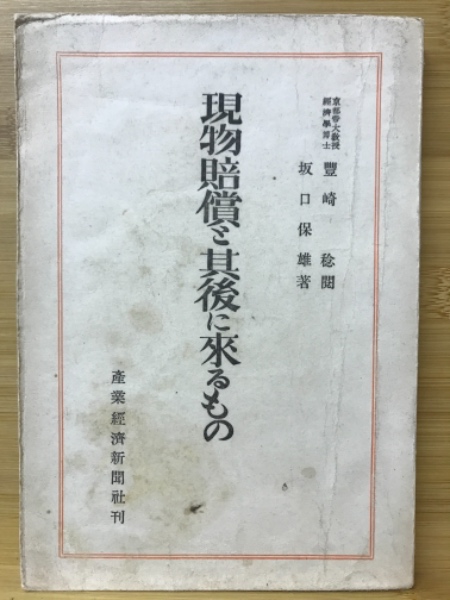 京都帝大教授
經濟學博士
豐崎稔閱
坂口保雄著
現物賠償と其後に來るもの
產業經濟新聞社刊